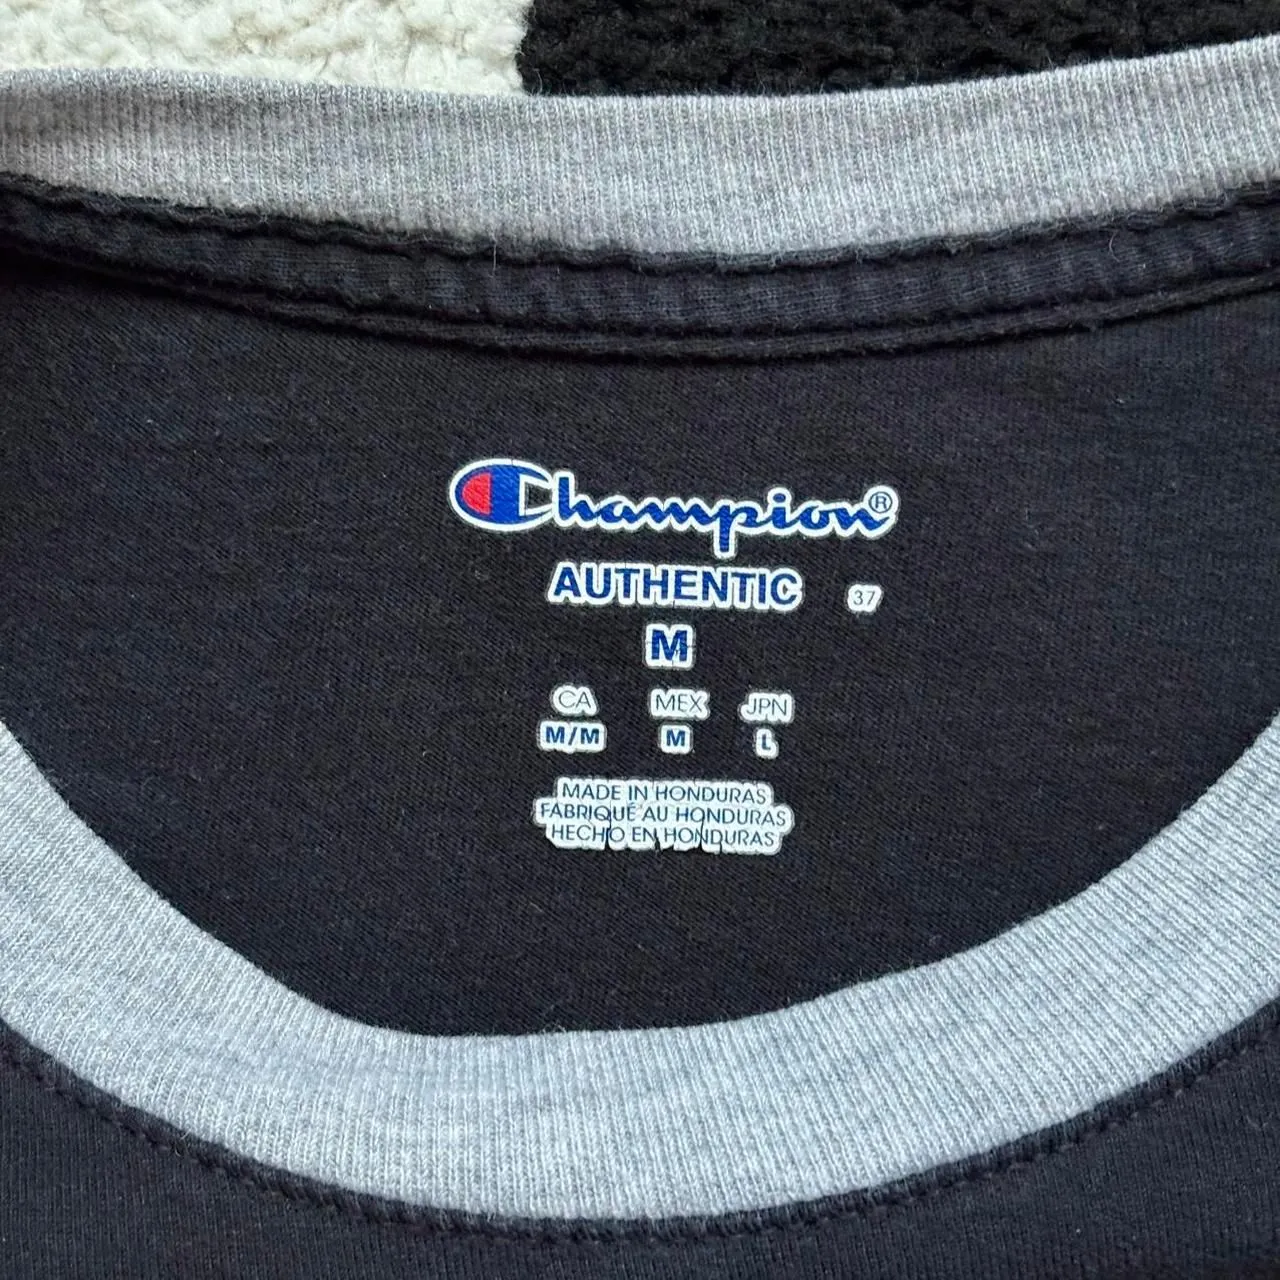 Champion®
AUTHENTIC 37
M
CA MEX JPN
M/M M L
MADE IN HONDURAS
FABRIQUÉ AU HONDURAS
HECHO EN HONDURAS